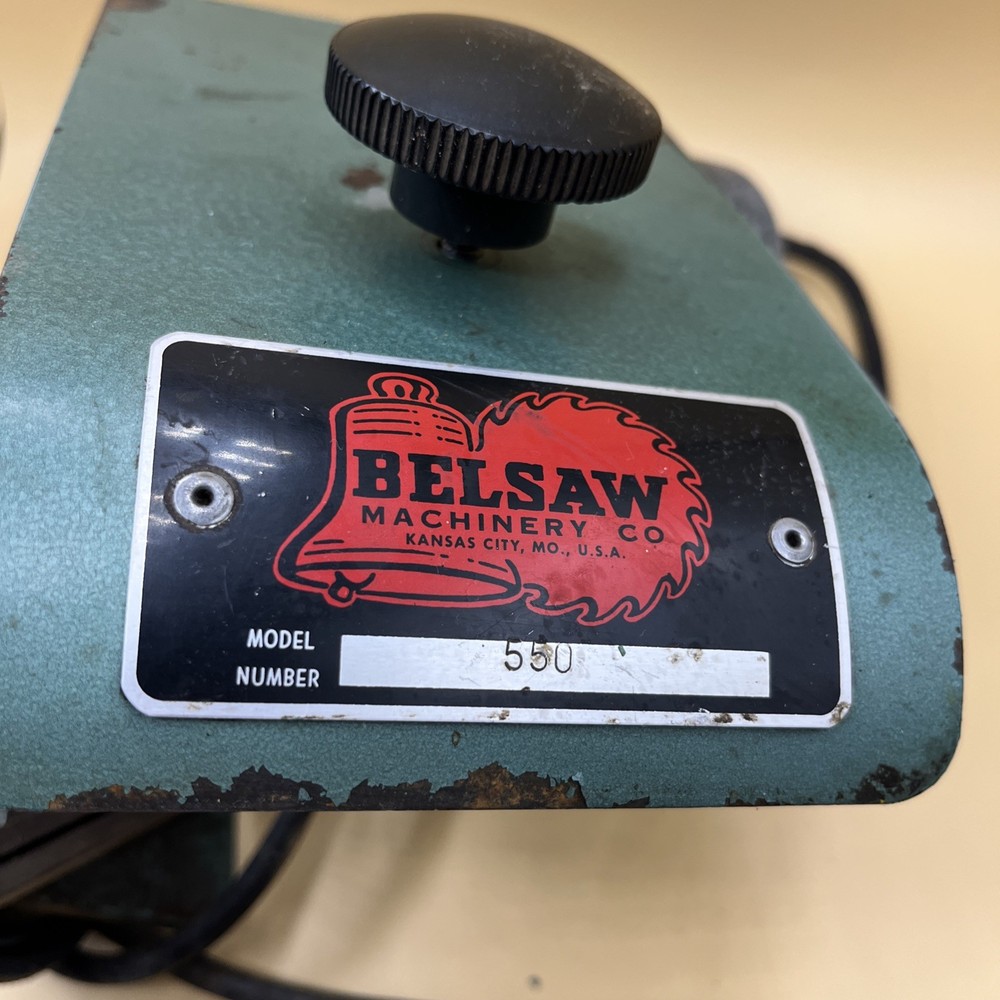 BELSAW
MACHINERY CO
KANSAS CITY, MO., U.S.A.
MODEL
NUMBER
550